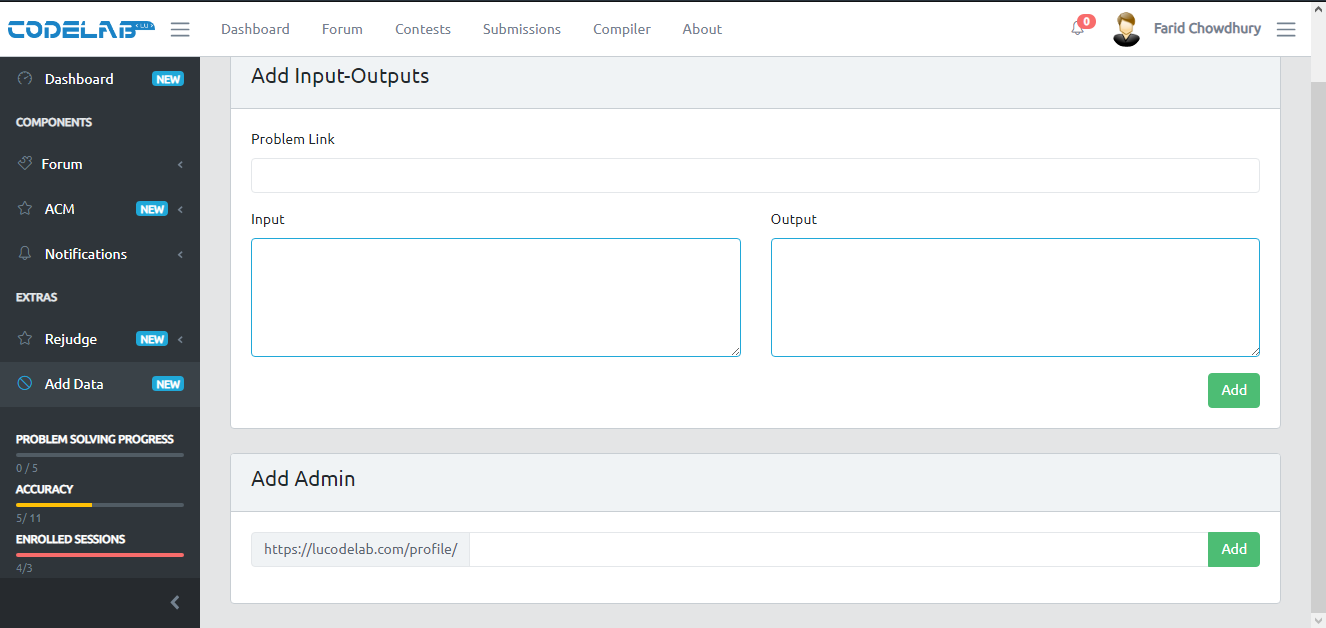 CODELAB
Dashboard Forum Contests Submissions Compiler About
0
Farid Chowdhury
Dashboard NEW
COMPONENTS
Forum
ACM NEW
Notifications
EXTRAS
Rejudge NEW
Add Data NEW
PROBLEM SOLVING PROGRESS
0 / 5
ACCURACY
5/ 11
ENROLLED SESSIONS
4/3
Add Input-Outputs
Problem Link
Input Output
Add
Add Admin
https://lucodelab.com/profile/ Add